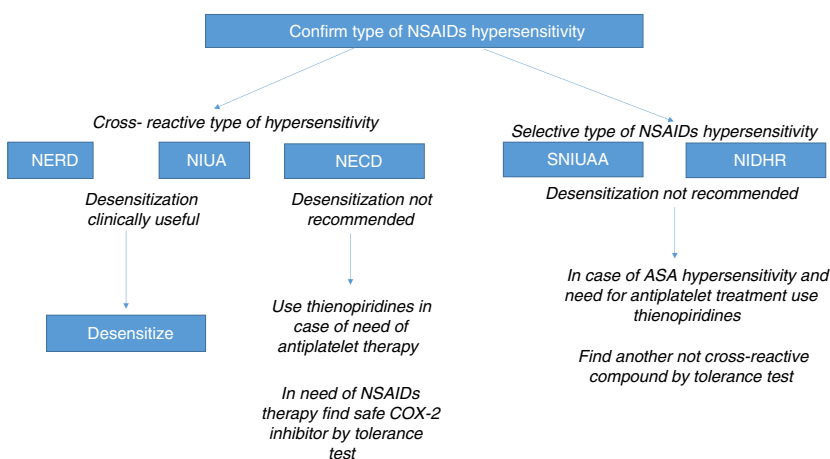 Confirm type of NSAIDs hypersensitivity
Cross- reactive type of hypersensitivity
NERD
NIUA
NECD
Desensitization
clinically useful
Desensitization not
recommended
Desensitize
Use thienopiridines in
case of need of
antiplatelet therapy
In need of NSAIDs
therapy find safe COX-2
inhibitor by tolerance
test
Selective type of NSAIDs hypersensitivity
SNIUAA
NIDHR
Desensitization not recommended
In case of ASA hypersensitivity and
need for antiplatelet treatment use
thienopiridines
Find another not cross-reactive
compound by tolerance test